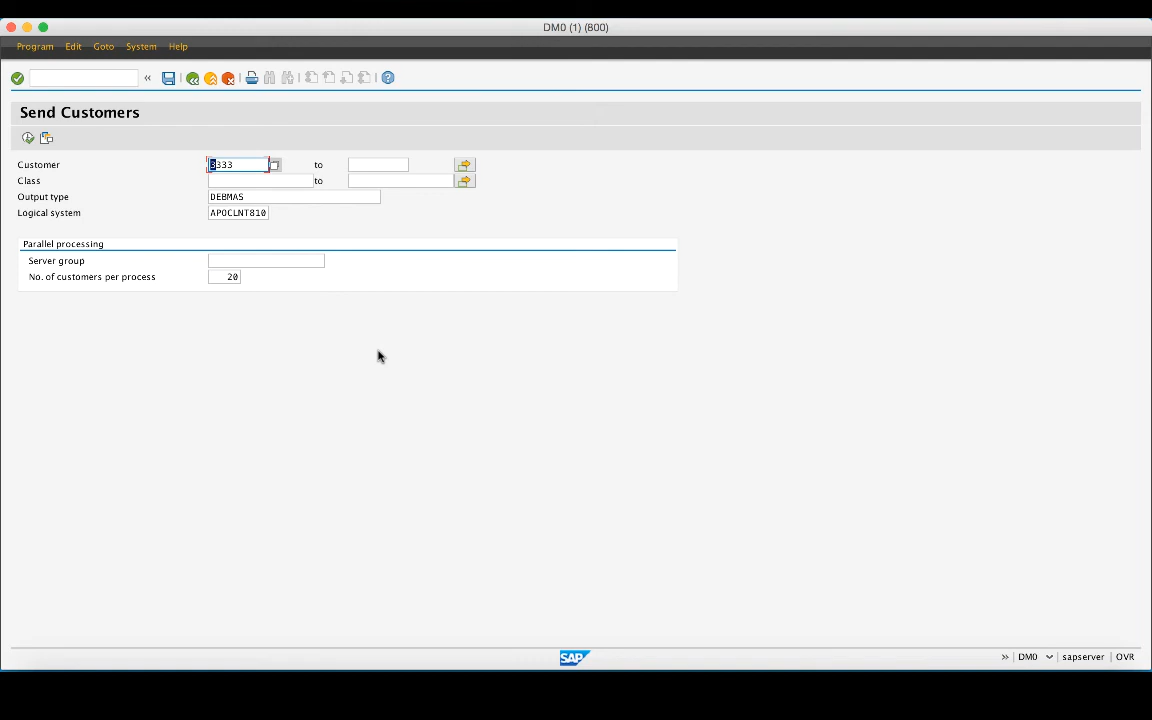 DM0 (1) (800)
Program Edit Goto System Help
«
Send Customers
Customer 3333 to
Class to
Output type DEBMAS
Logical system APOCLNT810
Parallel processing
Server group
No. of customers per process 20
SAP » DM0 sapserver OVR